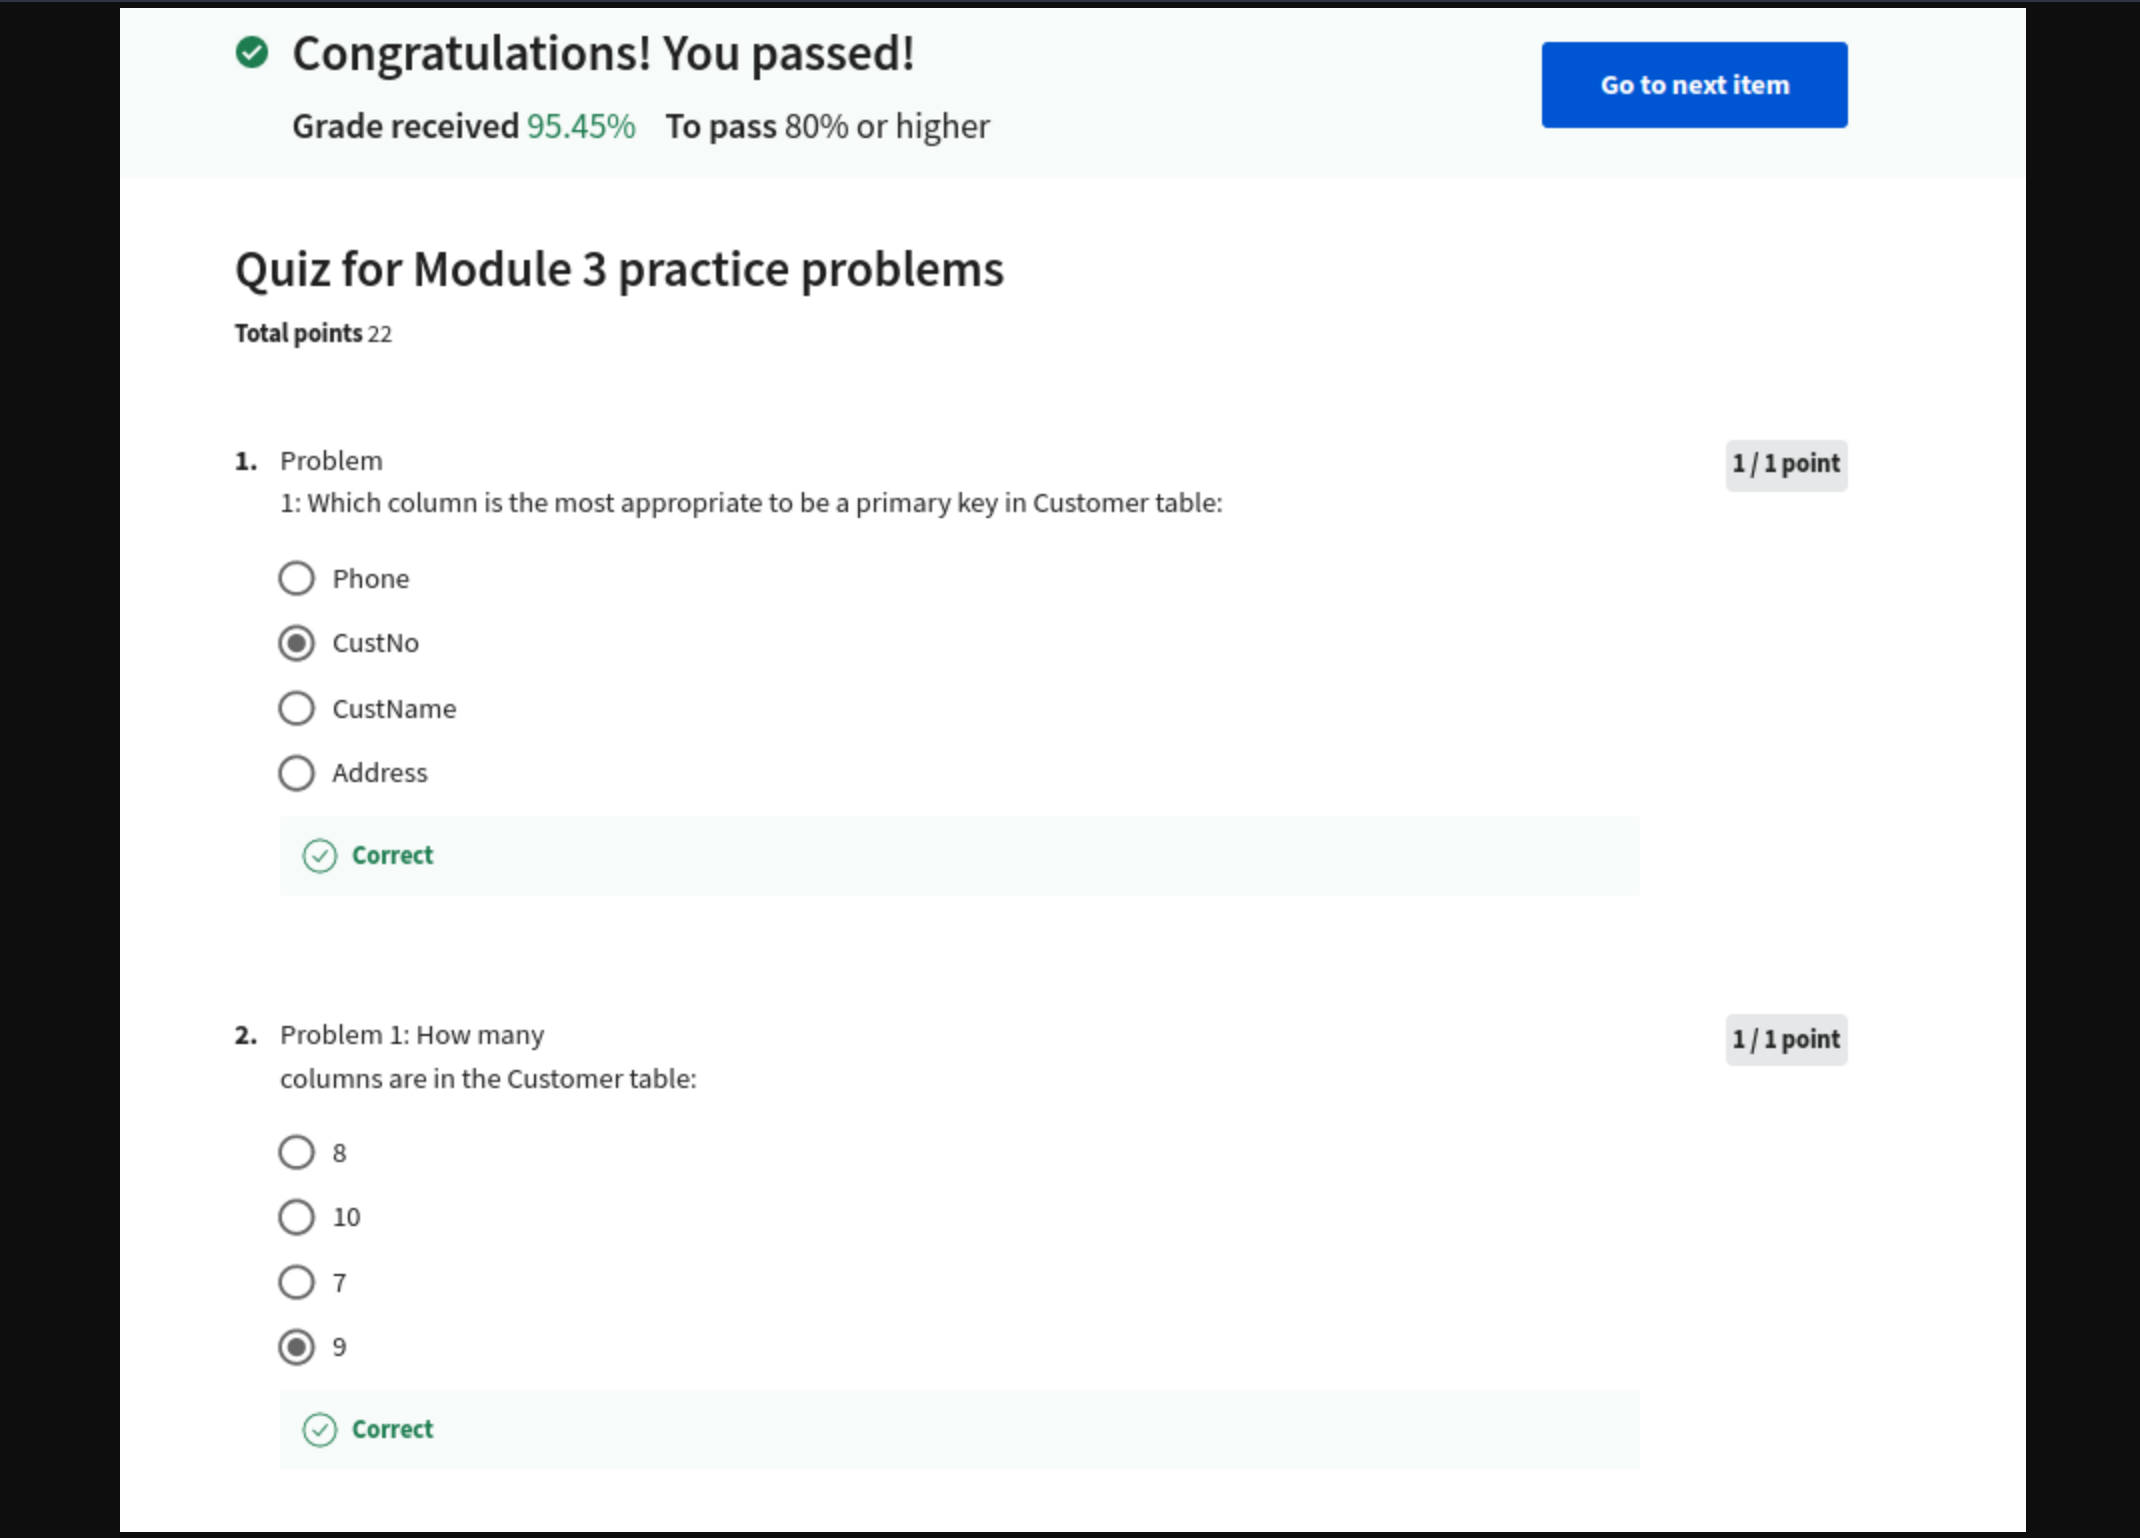 Congratulations! You passed!
Go to next item
Grade received 95.45% To pass 80% or higher
Quiz for Module 3 practice problems
Total points 22
1. Problem
1 / 1 point
1: Which column is the most appropriate to be a primary key in Customer table:
Phone
CustNo
CustName
Address
Correct
2. Problem 1: How many
1 / 1 point
columns are in the Customer table:
8
10
7
9
Correct